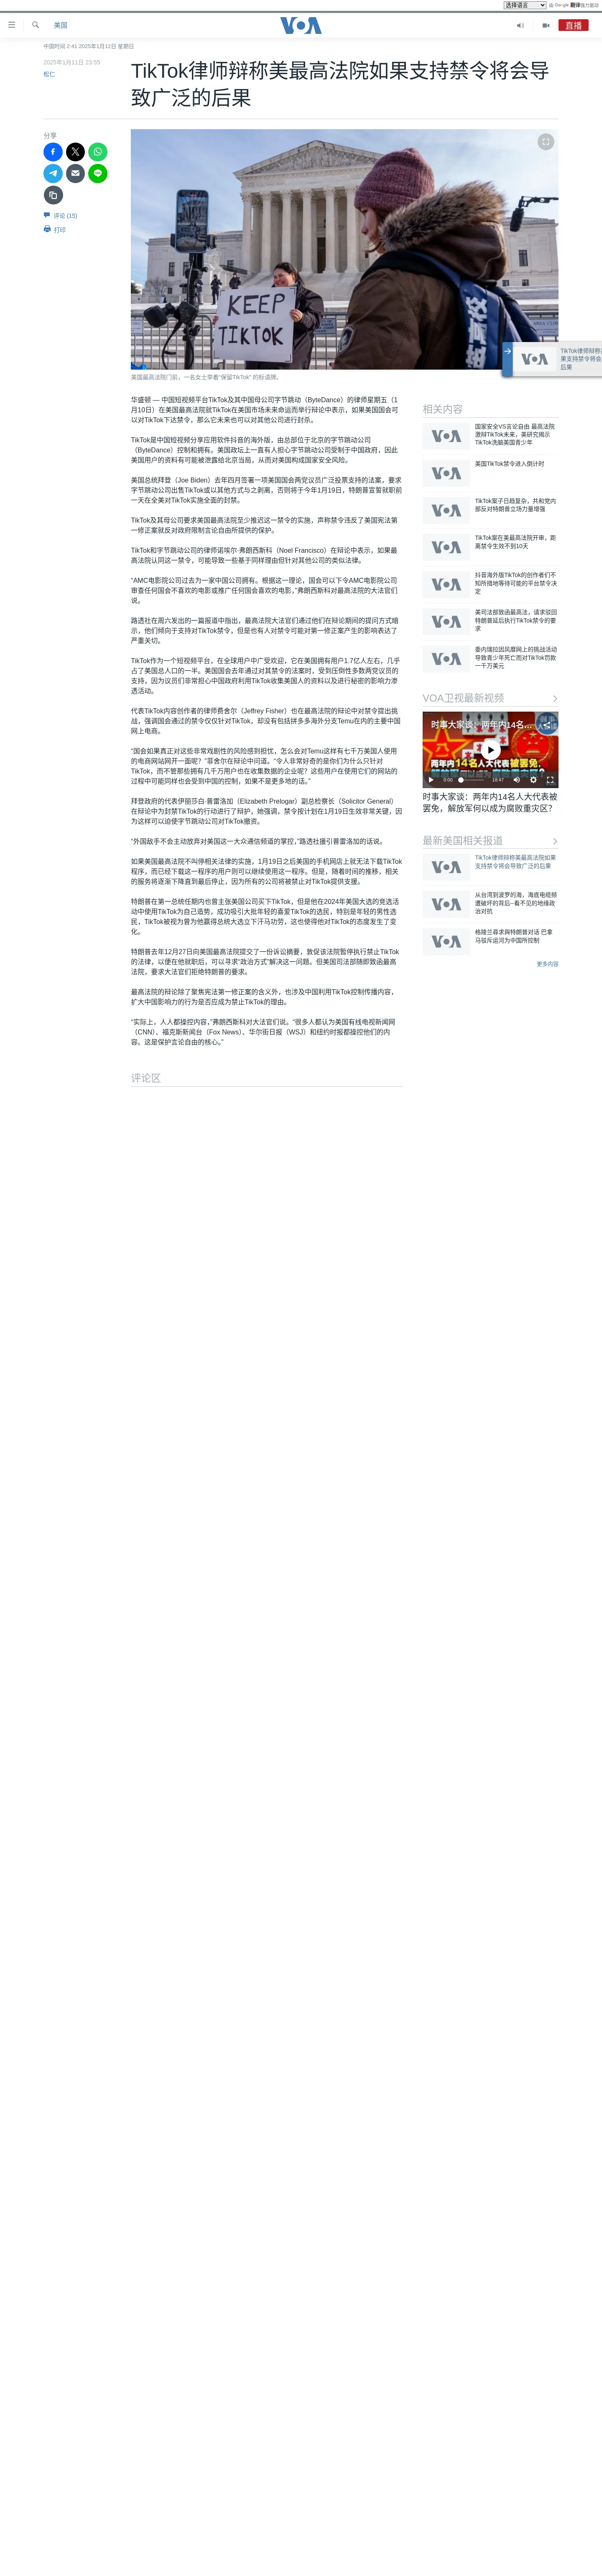 选择语言 由 Google 翻译强力驱动
美国
VOA
直播
中国时间 2:41 2025年1月12日 星期日
2025年1月11日 23:55
松仁
TikTok律师辩称美最高法院如果支持禁令将会导
致广泛的后果
分享
评论 (15)
打印
KEEP
TIKTOK
美国最高法院门前，一名女士举着“保留TikTok” 的标语牌。
VOA
TikTok律师辩称美
果支持禁令将会
后果
华盛顿 — 中国短视频平台TikTok及其中国母公司字节跳动（ByteDance）的律师星期五（1
月10日）在美国最高法院就TikTok在美国市场未来命运而举行辩论中表示，如果美国国会可
以对TikTok下达禁令，那么它未来也可以对其他公司进行封杀。
TikTok是中国短视频分享应用软件抖音的海外版，由总部位于北京的字节跳动公司
（ByteDance）控制和拥有。美国政坛上一直有人担心字节跳动公司受制于中国政府，因此
美国用户的资料有可能被泄露给北京当局，从而对美国构成国家安全风险。
美国总统拜登（Joe Biden）去年四月签署一项美国国会两党议员广泛投票支持的法案，要求
字节跳动公司出售TikTok或以其他方式与之剥离，否则将于今年1月19日，特朗普宣誓就职前
一天在全美对TikTok实施全面的封禁。
TikTok及其母公司要求美国最高法院至少推迟这一禁令的实施，声称禁令违反了美国宪法第
一修正案就反对政府限制言论自由所提供的保护。
TikTok和字节跳动公司的律师诺埃尔·弗朗西斯科（Noel Francisco）在辩论中表示，如果最
高法院认同这一禁令，可能导致一些基于同样理由但针对其他公司的类似法律。
“AMC电影院公司过去为一家中国公司拥有。根据这一理论，国会可以下令AMC电影院公司
审查任何国会不喜欢的电影或推广任何国会喜欢的电影，”弗朗西斯科对最高法院的大法官们
说。
路透社在周六发出的一篇报道中指出，最高法院大法官们通过他们在辩论期间的提问方式暗
示，他们倾向于支持对TikTok禁令，但是也有人对禁令可能对第一修正案产生的影响表达了
严重关切。
TikTok作为一个短视频平台，在全球用户中广受欢迎，它在美国拥有用户1.7亿人左右，几乎
占了美国总人口的一半。美国国会去年通过对其禁令的法案时，受到压倒性多数两党议员的
支持，因为议员们非常担心中国政府利用TikTok收集美国人的资料以及进行秘密的影响力渗
透活动。
代表TikTok内容创作者的律师费舍尔（Jeffrey Fisher）也在最高法院的辩论中对禁令提出挑
战，强调国会通过的禁令仅仅针对TikTok，却没有包括拼多多海外分支Temu在内的主要中国
网上电商。
“国会如果真正对这些非常戏剧性的风险感到担忧，怎么会对Temu这样有七千万美国人使用
的电商网站网开一面呢？”菲舍尔在辩论中问道。“令人非常好奇的是你们为什么只针对
TikTok，而不管那些拥有几千万用户也在收集数据的企业呢？这些用户在使用它们的网站的
过程中可能同样也会受到中国的控制，如果不是更多地的话。”
拜登政府的代表伊丽莎白·普雷洛加（Elizabeth Prelogar）副总检察长（Solicitor General）
在辩论中为封禁TikTok的行动进行了辩护，她强调，禁令按计划在1月19日生效非常关键，因
为这样可以迫使字节跳动公司对TikTok撤资。
“外国敌手不会主动放弃对美国这一大众通信频道的掌控，”路透社援引普雷洛加的话说。
如果美国最高法院不叫停相关法律的实施，1月19日之后美国的手机网店上就无法下载TikTok
程序，而已经下载这一程序的用户则可以继续使用这一程序。但是，随着时间的推移，相关
的服务将逐渐下降直到最后停止，因为所有的公司将被禁止对TikTok提供支援。
特朗普在第一总统任期内也曾主张美国公司买下TikTok，但是他在2024年美国大选的竞选活
动中使用TikTok为自己造势，成功吸引大批年轻的喜爱TikTok的选民，特别是年轻的男性选
民，TikTok被视为曾为他赢得总统大选立下汗马功劳，这也使得他对TikTok的态度发生了变
化。
特朗普去年12月27日向美国最高法院提交了一份诉讼摘要，敦促该法院暂停执行禁止TikTok
的法律，以便在他就职后，可以寻求“政治方式”解决这一问题。但美国司法部随即致函最高
法院，要求大法官们拒绝特朗普的要求。
最高法院的辩论除了聚焦宪法第一修正案的含义外，也涉及中国利用TikTok控制传播内容，
扩大中国影响力的行为是否应成为禁止TikTok的理由。
“实际上，人人都操控内容，”弗朗西斯科对大法官们说。“很多人都认为美国有线电视新闻网
（CNN）、福克斯新闻台（Fox News）、华尔街日报（WSJ）和纽约时报都操控他们的内
容。这是保护言论自由的核心。”
评论区
相关内容
VOA
国家安全VS言论自由 最高法院
激辩TikTok未来，美研究揭示
TikTok洗脑美国青少年
VOA
美国TikTok禁令进入倒计时
VOA
TikTok案子日趋复杂，共和党内
部反对特朗普立场力量增强
VOA
TikTok案在美最高法院开审，距
离禁令生效不到10天
VOA
抖音海外版TikTok的创作者们不
知所措地等待可能的平台禁令决
定
VOA
美司法部致函最高法，请求驳回
特朗普延后执行TikTok禁令的要
求
VOA
委内瑞拉因风靡网上的挑战活动
导致青少年死亡而对TikTok罚款
一千万美元
VOA卫视最新视频
时事大家谈：两年内14名...
两年内14名人大代表被罢免，
0:00
18:47
时事大家谈：两年内14名人大代表被
罢免，解放军何以成为腐败重灾区？
最新美国相关报道
VOA
TikTok律师辩称美最高法院如果
支持禁令将会导致广泛的后果
VOA
从台湾到波罗的海，海底电缆频
遭破坏的背后--看不见的地缘政
治对抗
VOA
格陵兰尋求與特朗普对话 巴拿
马驳斥运河为中国所控制
更多内容